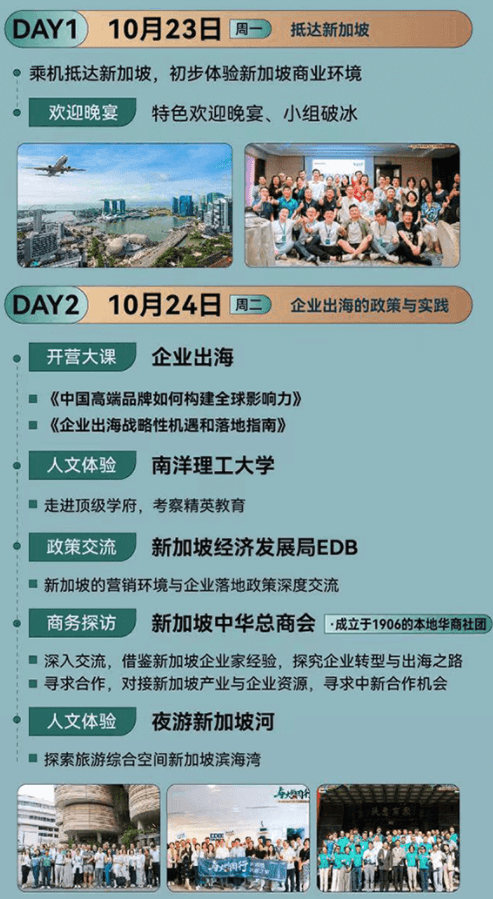 DAY1 10月23日 周一 抵达新加坡
乘机抵达新加坡，初步体验新加坡商业环境
欢迎晚宴 特色欢迎晚宴、小组破冰
DAY2 10月24日 周二 企业出海的政策与实践
开营大课 企业出海
《中国高端品牌如何构建全球影响力》
《企业出海战略性机遇和落地指南》
人文体验 南洋理工大学
走进顶级学府，考察精英教育
政策交流 新加坡经济发展局EDB
新加坡的营销环境与企业落地政策深度交流
商务探访 新加坡中华总商会 ·成立于1906的本地华商社团
深入交流，借鉴新加坡企业家经验，探究企业转型与出海之路
寻求合作，对接新加坡产业与企业资源，寻求中新合作机会
人文体验 夜游新加坡河
探索旅游综合空间新加坡滨海湾
EDB